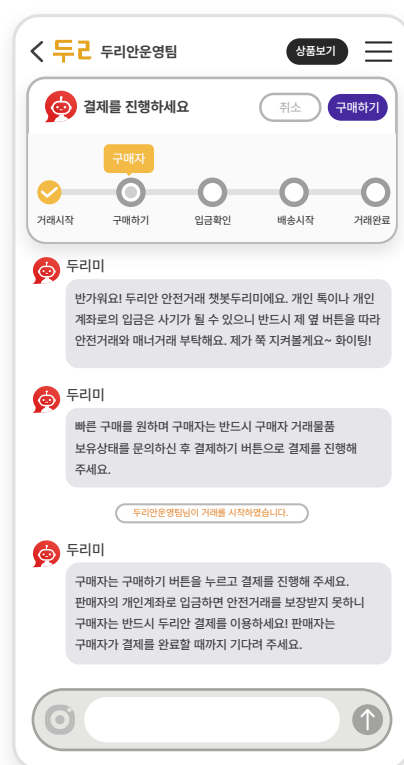 두리 두리안운영팀 상품보기
결제를 진행하세요 취소 구매하기
구매자
거래시작 구매하기 입금확인 배송시작 거래완료
두리미
반가워요! 두리안 안전거래 챗봇두리미에요. 개인 톡이나 개인
계좌로의 입금은 사기가 될 수 있으니 반드시 제 옆 버튼을 따라
안전거래와 매너거래 부탁해요. 제가 쭉 지켜볼게요~ 화이팅!
두리미
빠른 구매를 원하며 구매자는 반드시 구매자 거래물품
보유상태를 문의하신 후 결제하기 버튼으로 결제를 진행해
주세요.
두리안운영팀님이 거래를 시작하였습니다.
두리미
구매자는 구매하기 버튼을 누르고 결제를 진행해 주세요.
판매자의 개인계좌로 입금하면 안전거래를 보장받지 못하니
구매자는 반드시 두리안 결제를 이용하세요! 판매자는
구매자가 결제를 완료할 때까지 기다려 주세요.